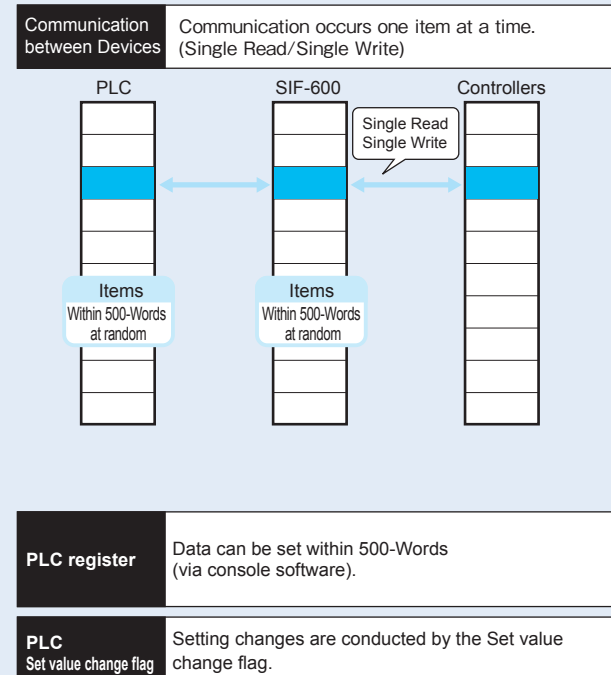 Communication
between Devices
Communication occurs one item at a time.
(Single Read/Single Write)
PLC
SIF-600
Controllers
Single Read
Single Write
Items
Within 500-Words
at random
Items
Within 500-Words
at random
PLC register
Data can be set within 500-Words
(via console software).
PLC
Set value change flag
Setting changes are conducted by the Set value
change flag.